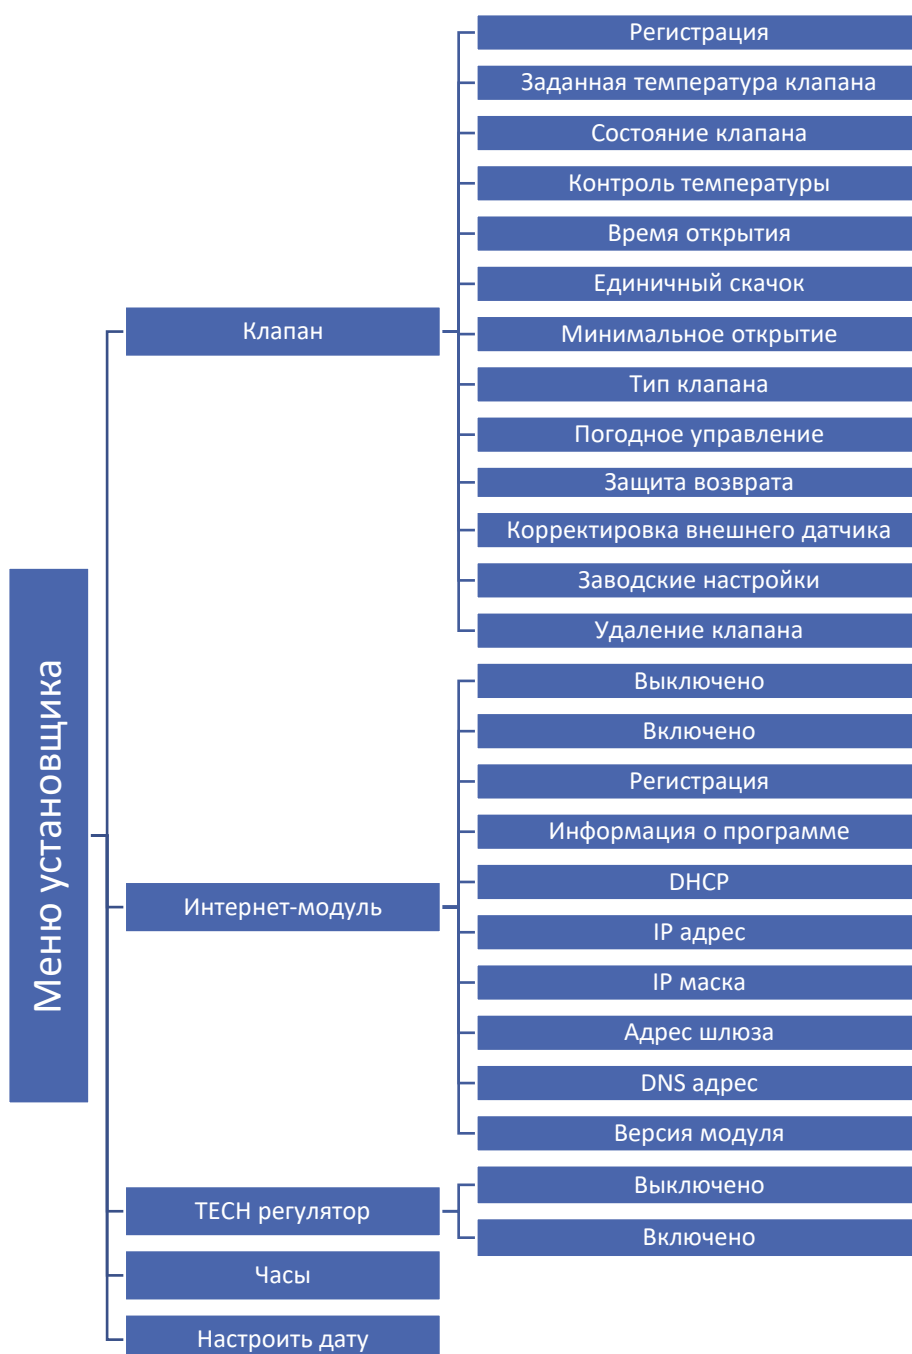 Меню установщика
Клапан
Регистрация
Заданная температура клапана
Состояние клапана
Контроль температуры
Время открытия
Единичный скачок
Минимальное открытие
Тип клапана
Погодное управление
Защита возврата
Корректировка внешнего датчика
Заводские настройки
Удаление клапана
Интернет-модуль
Выключено
Включено
Регистрация
Информация о программе
DHCP
IP адрес
IP маска
Адрес шлюза
DNS адрес
Версия модуля
TECH регулятор
Выключено
Включено
Часы
Настроить дату